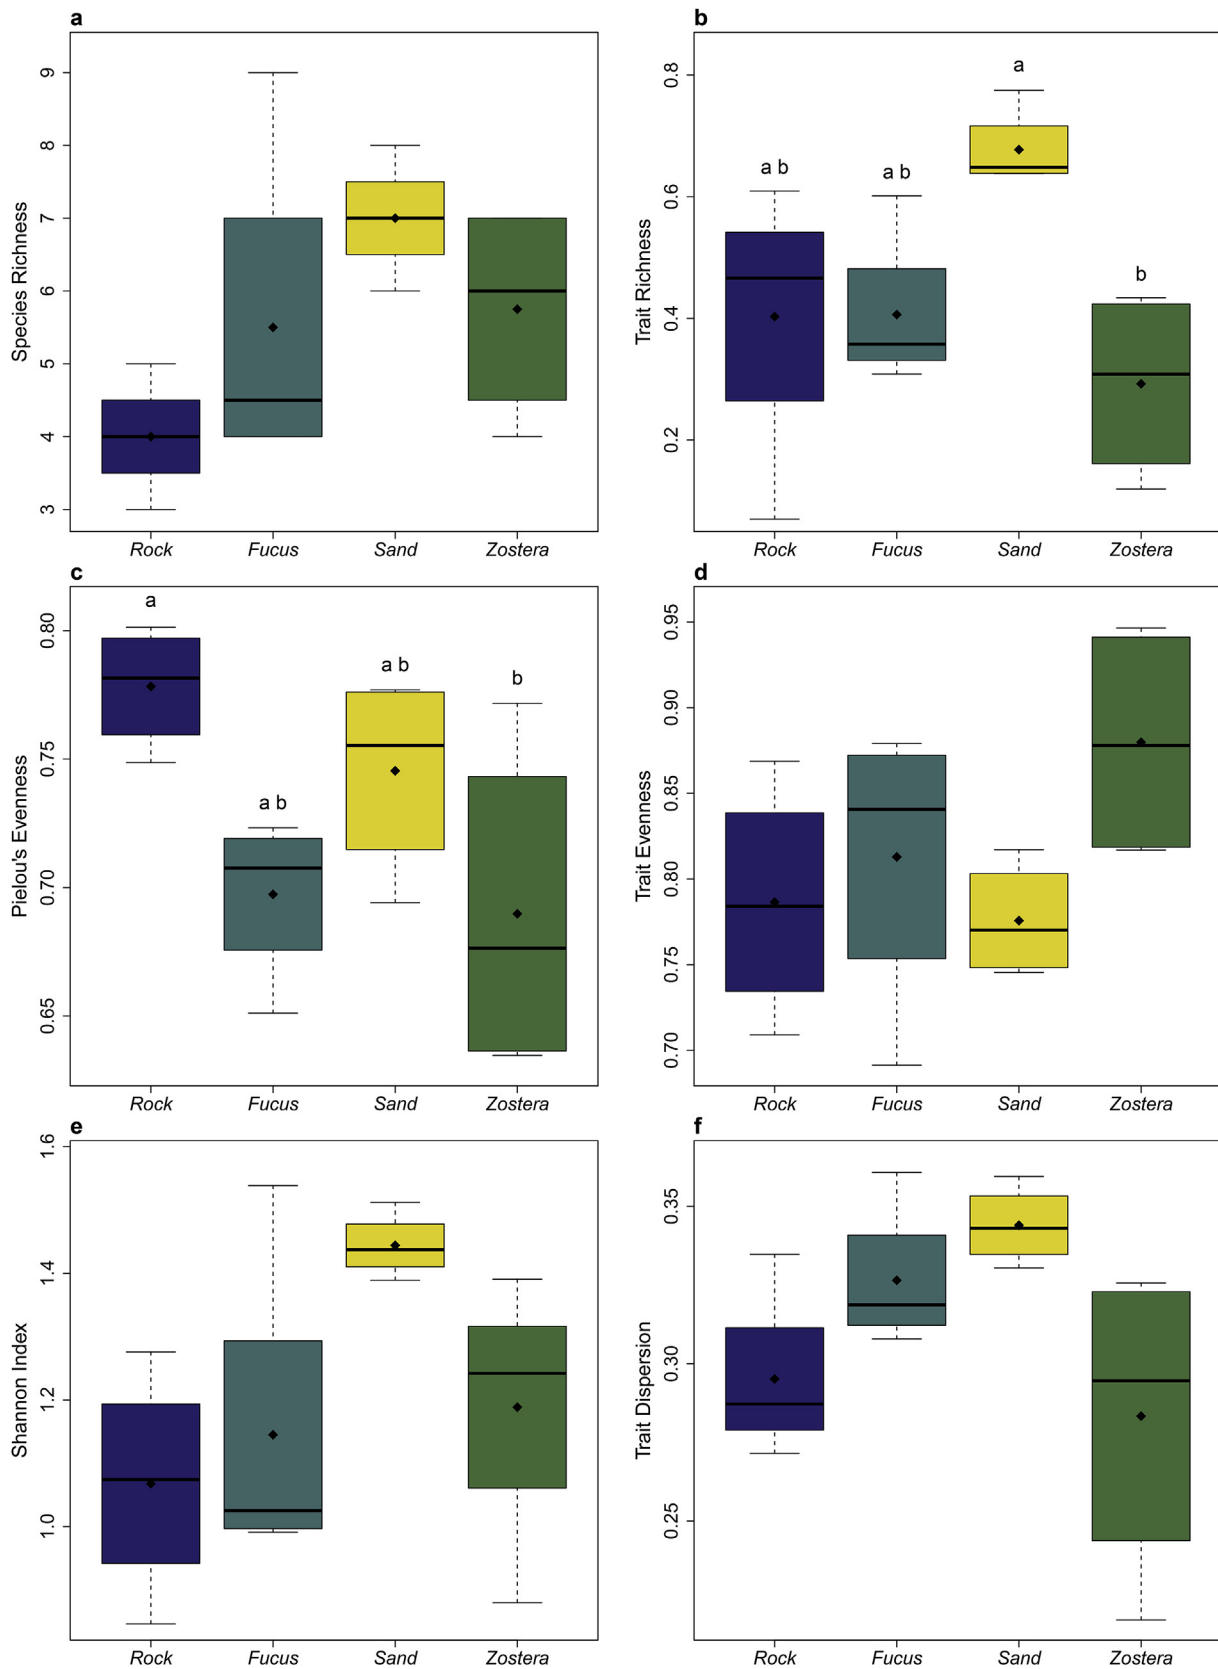 a
Species Richness
9
8
7
6
5
4
3
Rock Fucus Sand Zostera
b
Trait Richness
0.8
0.6
0.4
0.2
a b
a b
a
b
Rock Fucus Sand Zostera
c
Pielou's Evenness
0.80
0.75
0.70
0.65
a
a b
a b
b
Rock Fucus Sand Zostera
d
Trait Evenness
0.95
0.90
0.85
0.80
0.75
0.70
Rock Fucus Sand Zostera
e
Shannon Index
1.6
1.4
1.2
1.0
Rock Fucus Sand Zostera
f
Trait Dispersion
0.35
0.30
0.25
Rock Fucus Sand Zostera